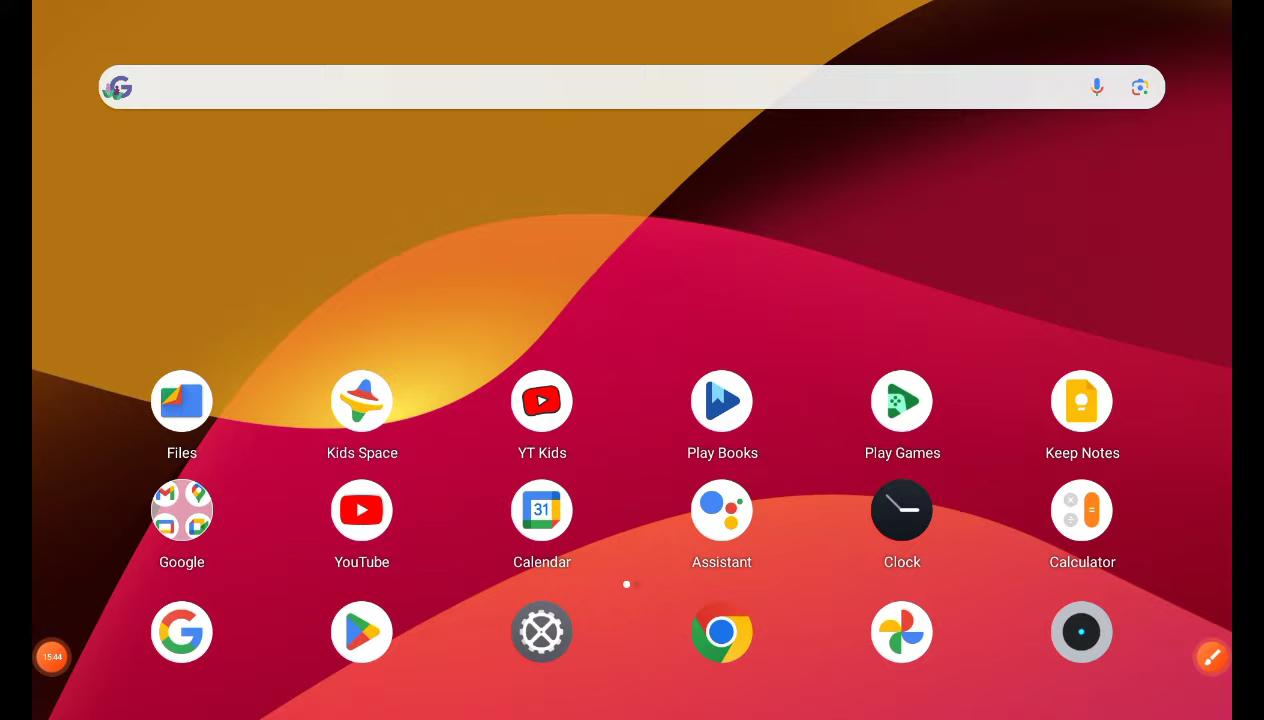 Files
Kids Space
YT Kids
Play Books
Play Games
Keep Notes
Google
YouTube
31
Calendar
Assistant
Clock
Calculator
15:44